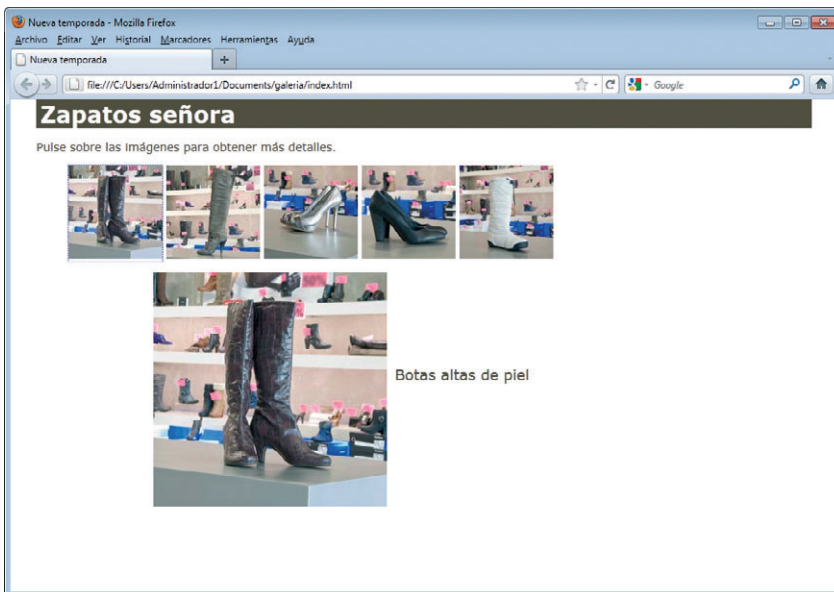 Nueva temporada - Mozilla Firefox
Archivo Editar Ver Historial Marcadores Herramientas Ayuda
Nueva temporada +
file:///C:/Users/Administrador1/Documents/galeria/index.html
Google
Zapatos señora
Pulse sobre las imágenes para obtener más detalles.
Botas altas de piel